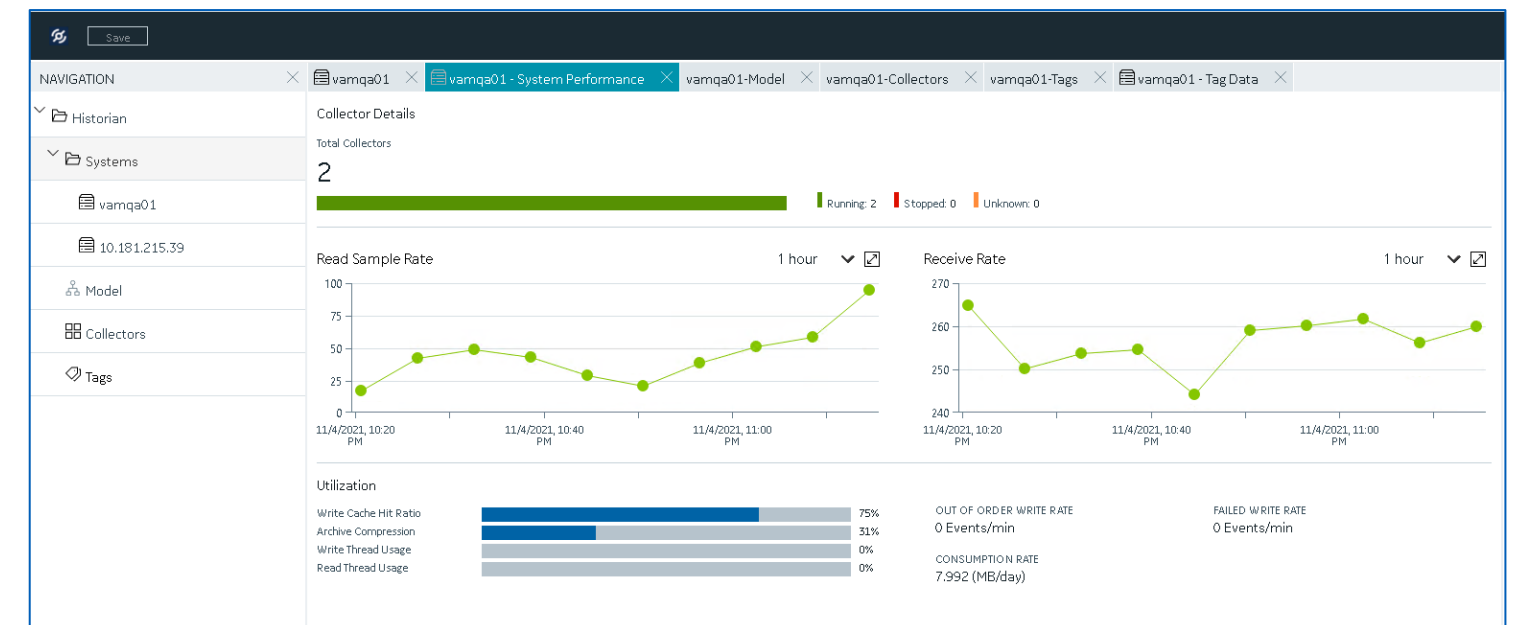 Save
NAVIGATION
vamqa01
vamqa01 - System Performance
vamqa01-Model
vamqa01-Collectors
vamqa01-Tags
vamqa01 - Tag Data
Historian
Systems
vamqa01
10.181.215.39
Model
Collectors
Tags
Collector Details
Total Collectors
2
Running: 2
Stopped: 0
Unknown: 0
Read Sample Rate
1 hour
100
75
50
25
0
11/4/2021, 10:20
PM
11/4/2021, 10:40
PM
11/4/2021, 11:00
PM
Receive Rate
1 hour
270
260
250
240
11/4/2021, 10:20
PM
11/4/2021, 10:40
PM
11/4/2021, 11:00
PM
Utilization
Write Cache Hit Ratio 75%
Archive Compression 31%
Write Thread Usage 0%
Read Thread Usage 0%
OUT OF ORDER WRITE RATE
0 Events/min
FAILED WRITE RATE
0 Events/min
CONSUMPTION RATE
7.992 (MB/day)